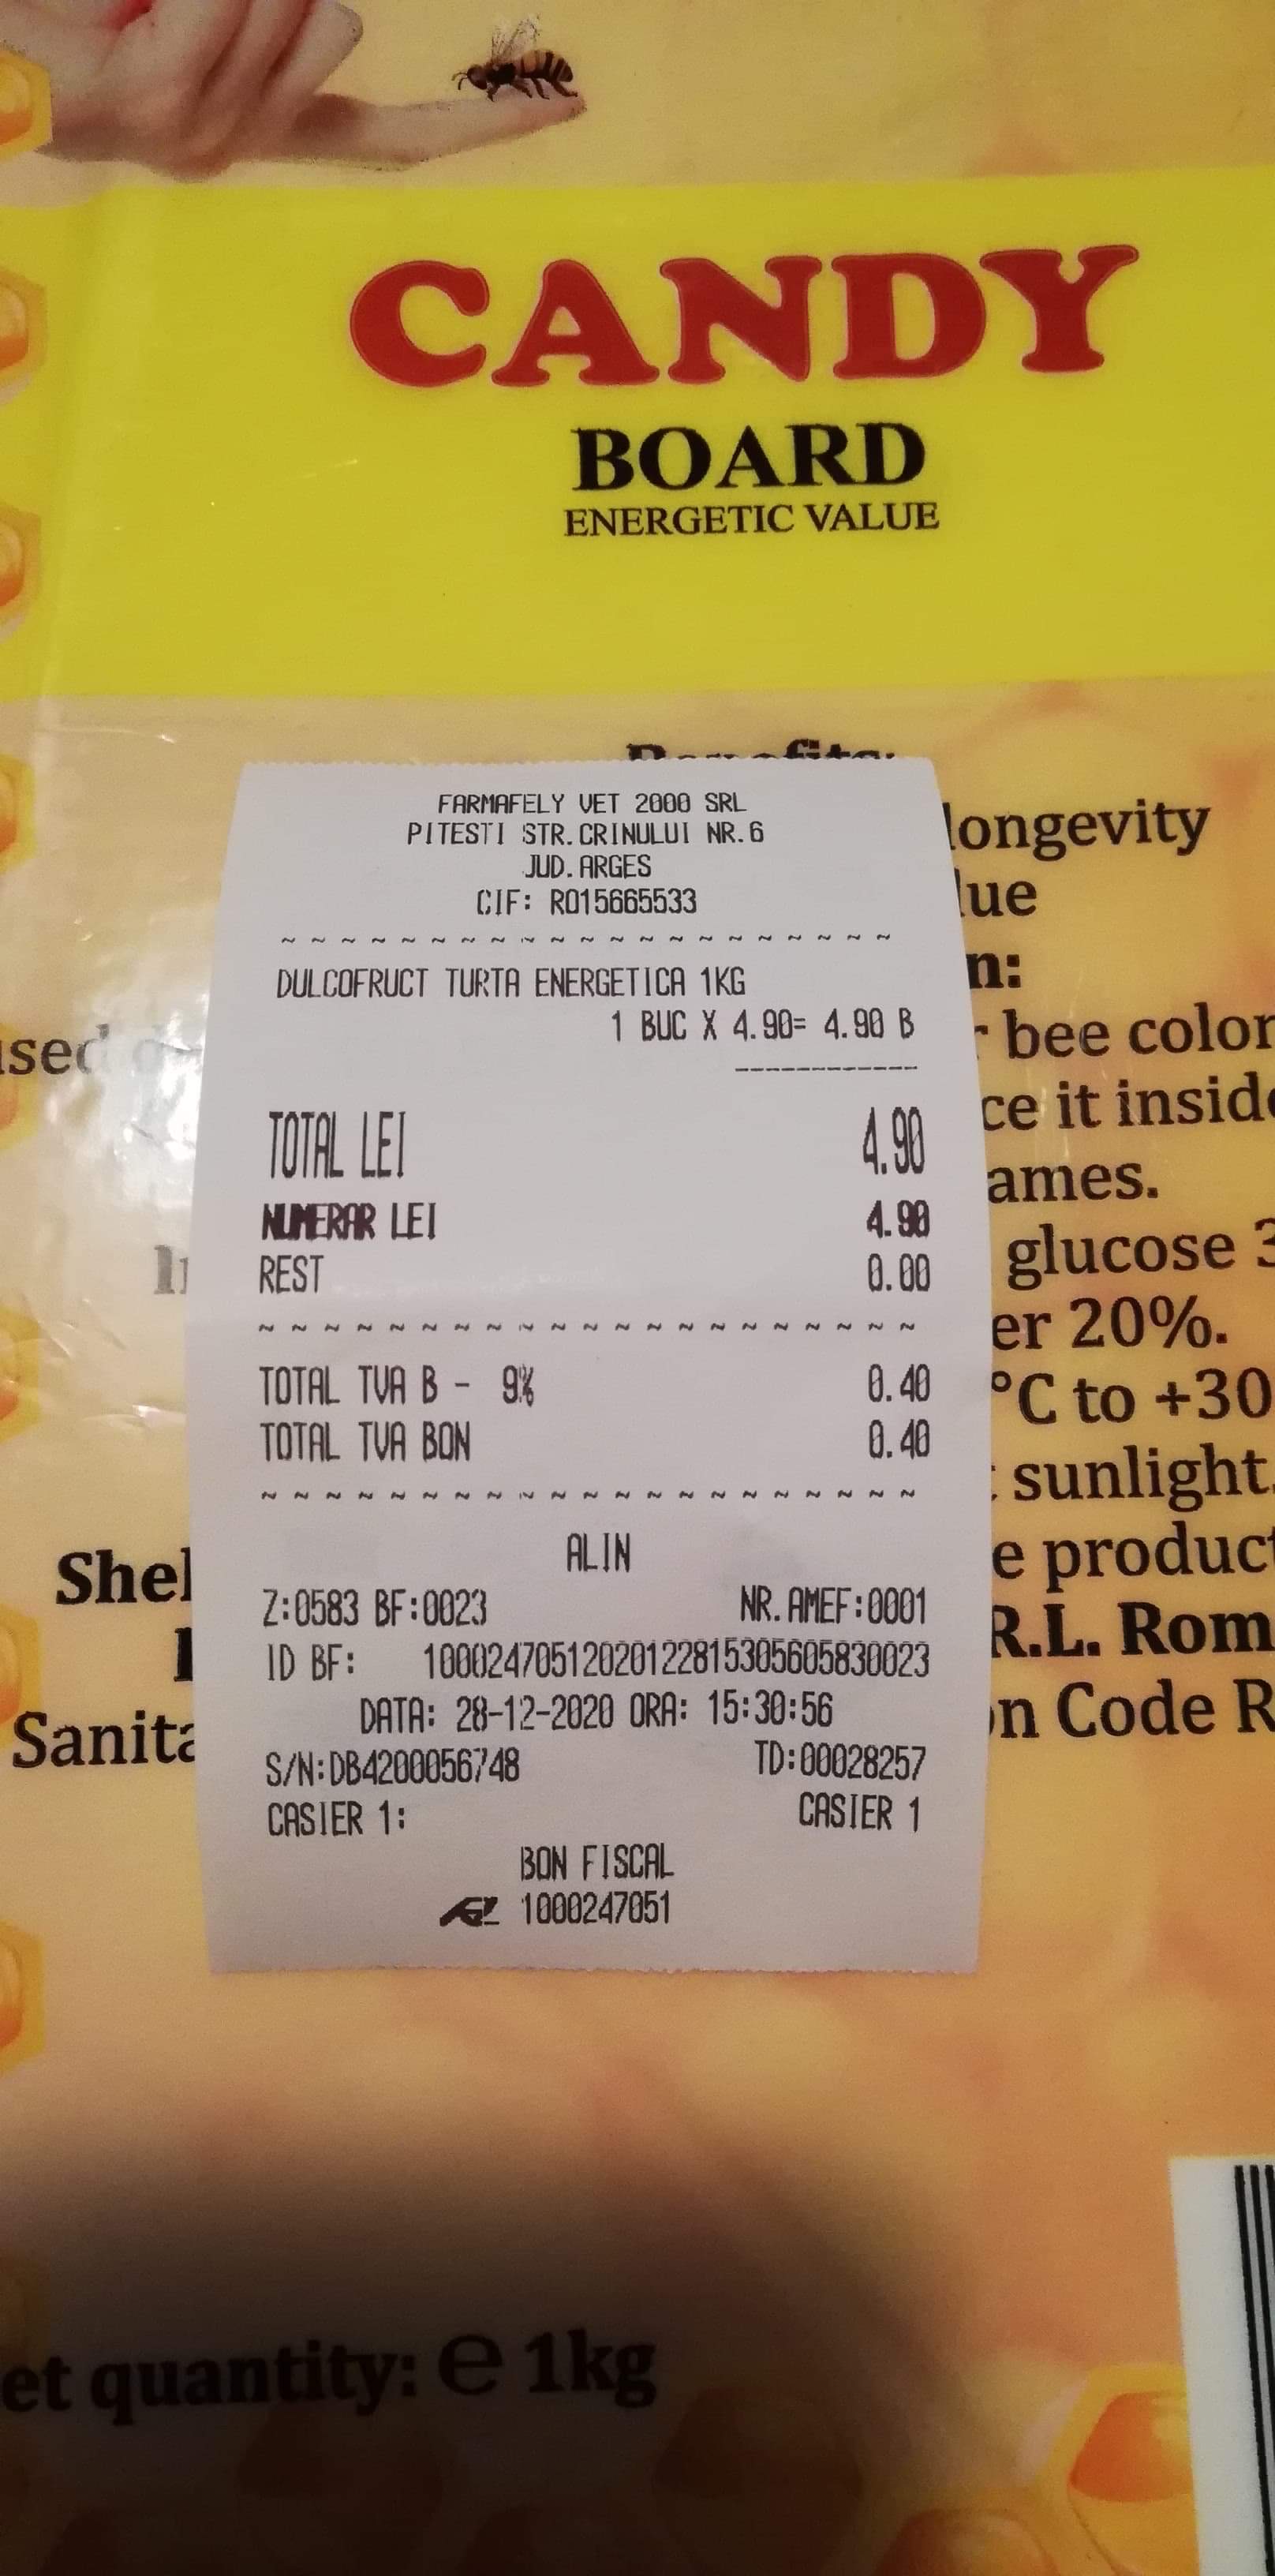 CANDY
BOARD
ENERGETIC VALUE
FARMAFELY VET 2000 SRL
PITESTI STR.CRINULUI NR.6
JUD.ARGES
CIF: RO15665533
~ ~ ~ ~ ~ ~ ~ ~ ~ ~ ~ ~ ~ ~ ~ ~ ~ ~ ~ ~ ~
DULCOFRUCT TURTA ENERGETICA 1KG
1 BUC X 4.90= 4.90 B
------------
TOTAL LEI 4.90
NUMERAR LEI 4.90
REST 0.00
~ ~ ~ ~ ~ ~ ~ ~ ~ ~ ~ ~ ~ ~ ~ ~ ~ ~ ~ ~ ~
TOTAL TVA B - 9% 0.40
TOTAL TVA BON 0.40
~ ~ ~ ~ ~ ~ ~ ~ ~ ~ ~ ~ ~ ~ ~ ~ ~ ~ ~ ~ ~
ALIN
Z:0583 BF:0023 NR.AMEF:0001
ID BF: 1000247051202012281530560583​0023
DATA: 28-12-2020 ORA: 15:30:56
S/N:DB4200056748 TD:00028257
CASIER 1: CASIER 1
BON FISCAL
1000247051
longevity
lue
n:
bee color
ce it insid
ames.
glucose 3
er 20%.
°C to +30
sunlight.
e product
Shel
R.L. Rom
Sanita
n Code R
et quantity: e 1kg